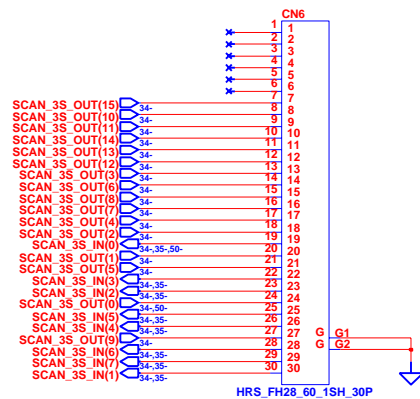 CN6
1 1
2 2
3 3
4 4
5 5
6 6
SCAN_3S_OUT(15) 34- 7 7
SCAN_3S_OUT(10) 34- 8 8
SCAN_3S_OUT(11) 34- 9 9
SCAN_3S_OUT(14) 34- 10 10
SCAN_3S_OUT(13) 34- 11 11
SCAN_3S_OUT(12) 34- 12 12
SCAN_3S_OUT(3) 34- 13 13
SCAN_3S_OUT(6) 34- 14 14
SCAN_3S_OUT(8) 34- 15 15
SCAN_3S_OUT(7) 34- 16 16
SCAN_3S_OUT(4) 34- 17 17
SCAN_3S_OUT(2) 34- 18 18
SCAN_3S_IN(0) 34-,35-,50- 19 19
SCAN_3S_OUT(1) 34- 20 20
SCAN_3S_OUT(5) 34- 21 21
SCAN_3S_IN(3) 34-,35- 22 22
SCAN_3S_IN(2) 34-,35- 23 23
SCAN_3S_OUT(0) 34-,50- 24 24
SCAN_3S_IN(5) 34-,35- 25 25
SCAN_3S_IN(4) 34-,35- 26 26
SCAN_3S_OUT(9) 34- 27 27 G G1
SCAN_3S_IN(6) 34-,35- 28 28 G G2
SCAN_3S_IN(7) 34-,35- 29 29
SCAN_3S_IN(1) 34-,35- 30 30
HRS_FH28_60_1SH_30P